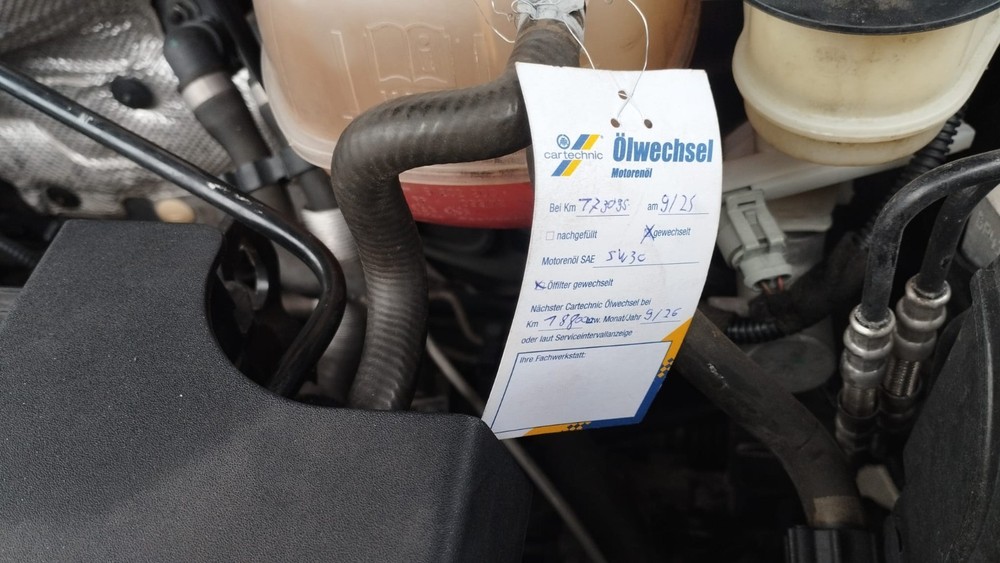 cartechnic Ölwechsel
Motorenöl
Bei Km 173095 am 9/25
nachgefüllt gewechselt
Motorenöl SAE 5W30
Ölfilter gewechselt
Nächster Cartechnic Ölwechsel bei
Km bzw. Monat/Jahr 9/26
oder laut Serviceintervallanzeige
Ihre Fachwerkstatt: